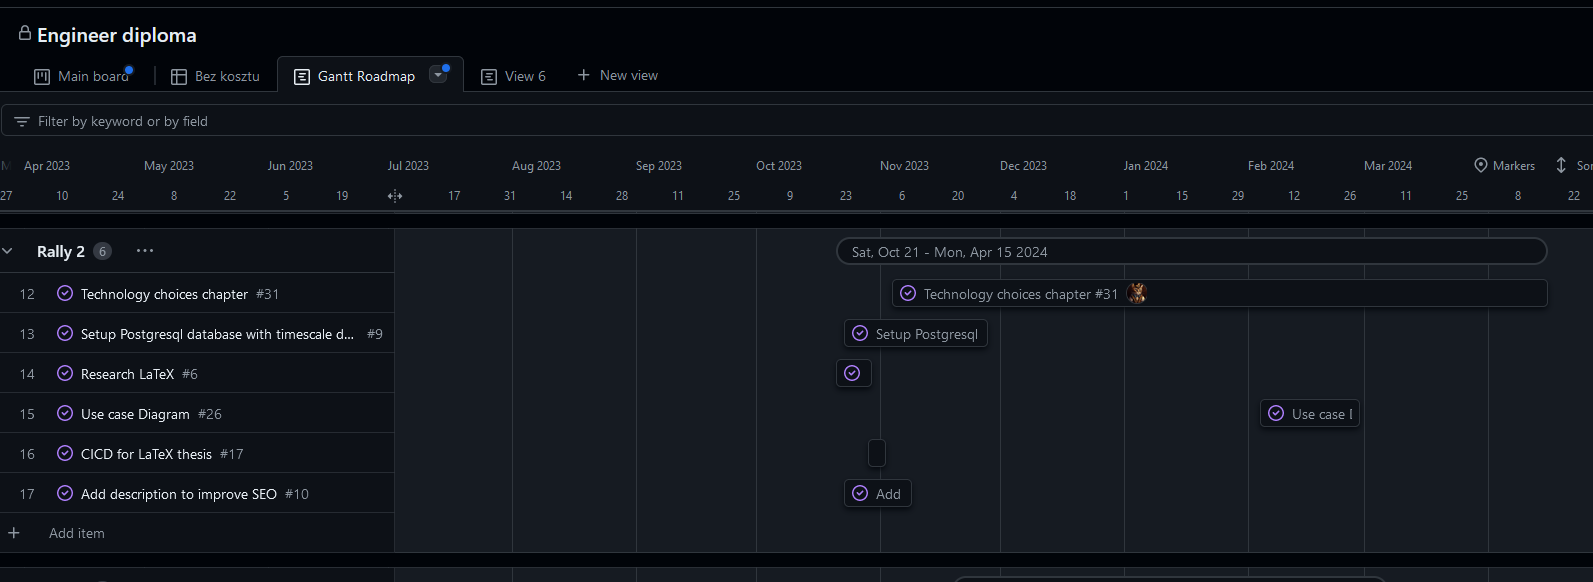 Engineer diploma
Main board Bez kosztu Gantt Roadmap View 6 + New view
Filter by keyword or by field
Apr 2023 May 2023 Jun 2023 Jul 2023 Aug 2023 Sep 2023 Oct 2023 Nov 2023 Dec 2023 Jan 2024 Feb 2024 Mar 2024 Markers
27 10 24 8 22 5 19 17 31 14 28 11 25 9 23 6 20 4 18 1 15 29 12 26 11 25 8 22
Rally 2 6 ... Sat, Oct 21 - Mon, Apr 15 2024
12 Technology choices chapter #31 Technology choices chapter #31
13 Setup Postgresql database with timescale d... #9 Setup Postgresql
14 Research LaTeX #6
15 Use case Diagram #26 Use case
16 CICD for LaTeX thesis #17
17 Add description to improve SEO #10 Add
+ Add item